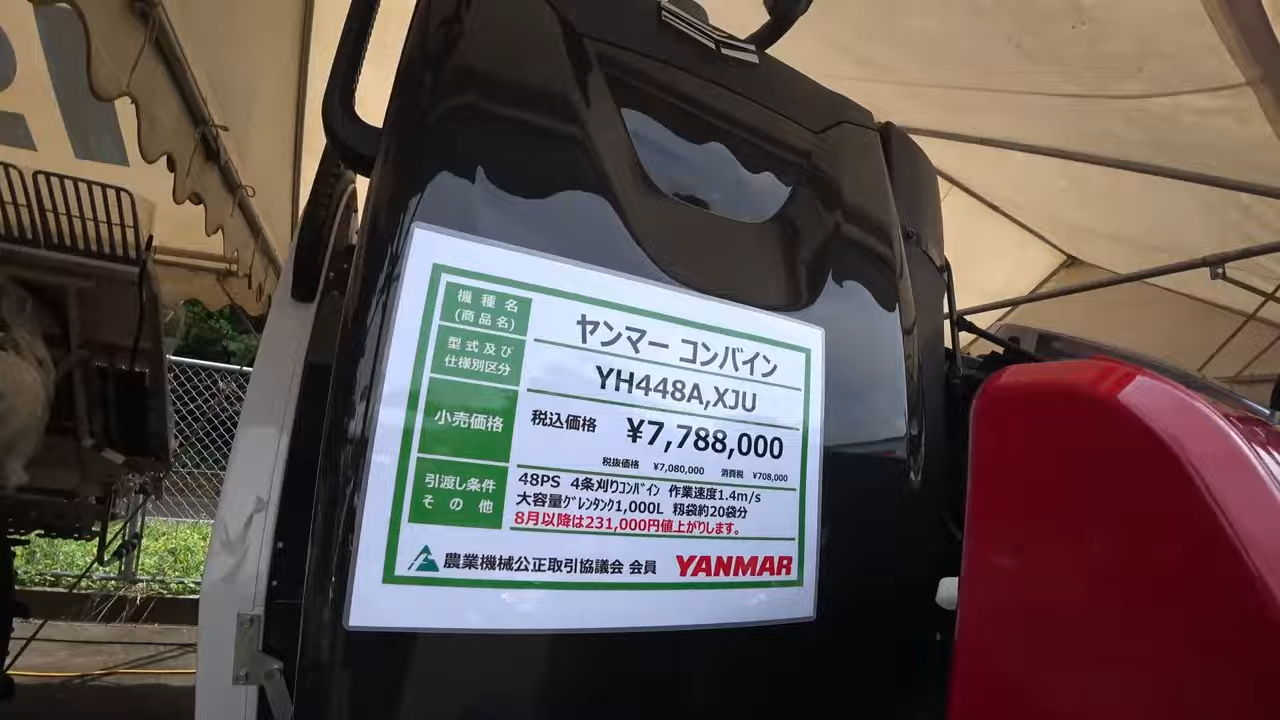 機種名
(商品名)
ヤンマー コンバイン
型式及び
仕様別区分
YH448A,XJU
小売価格
税込価格 ¥7,788,000
税抜価格 ¥7,080,000 消費税 ¥708,000
引渡し条件
その他
48PS 4条刈りコンバイン 作業速度1.4m/s
大容量グレンタンク1,000L 籾袋約20袋分
8月以降は231,000円値上がりします。
農業機械公正取引協議会 会員
YANMAR